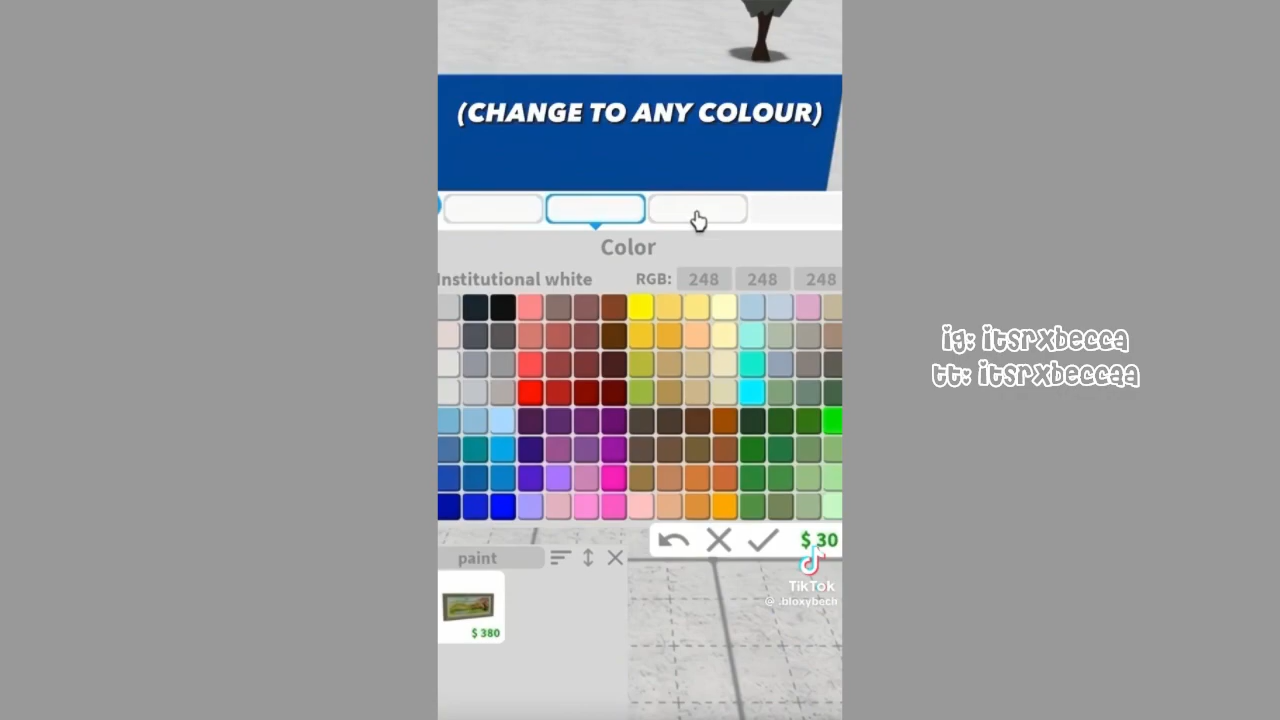 (CHANGE TO ANY COLOUR)
Color
Institutional white RGB: 248 248 248
ig: itsrxbecca
tt: itsrxbeccaa
$ 30
paint
TikTok
$ 380